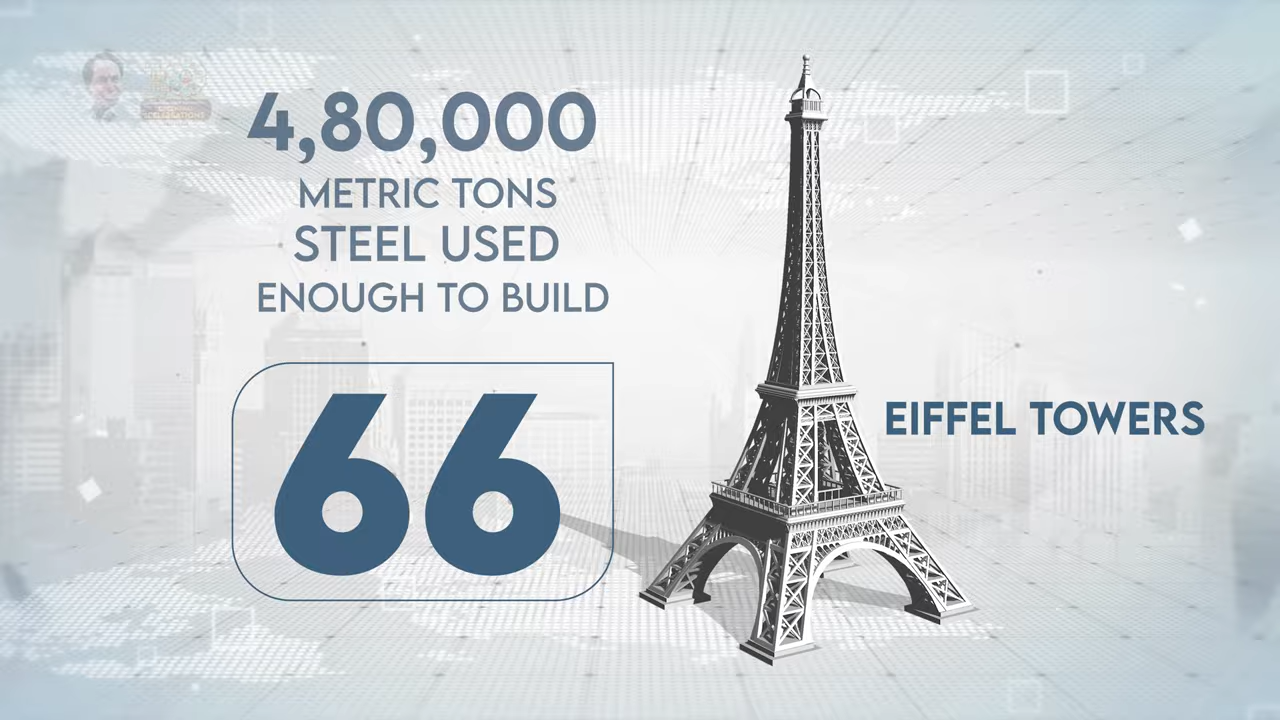 4,80,000
METRIC TONS
STEEL USED
ENOUGH TO BUILD
66
EIFFEL TOWERS